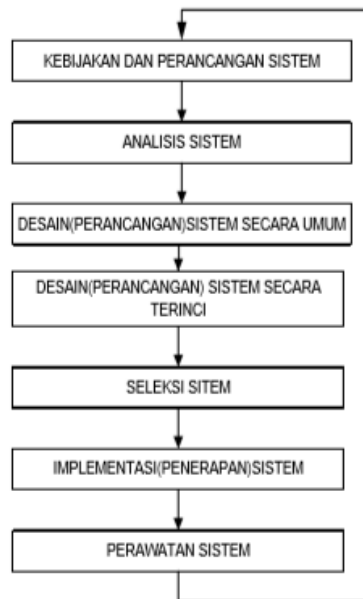 KEBIJAKAN DAN PERANCANGAN SISTEM
ANALISIS SISTEM
DESAIN(PERANCANGAN)SISTEM SECARA UMUM
DESAIN(PERANCANGAN) SISTEM SECARA
TERINCI
SELEKSI SITEM
IMPLEMENTASI(PENERAPAN)SISTEM
PERAWATAN SISTEM